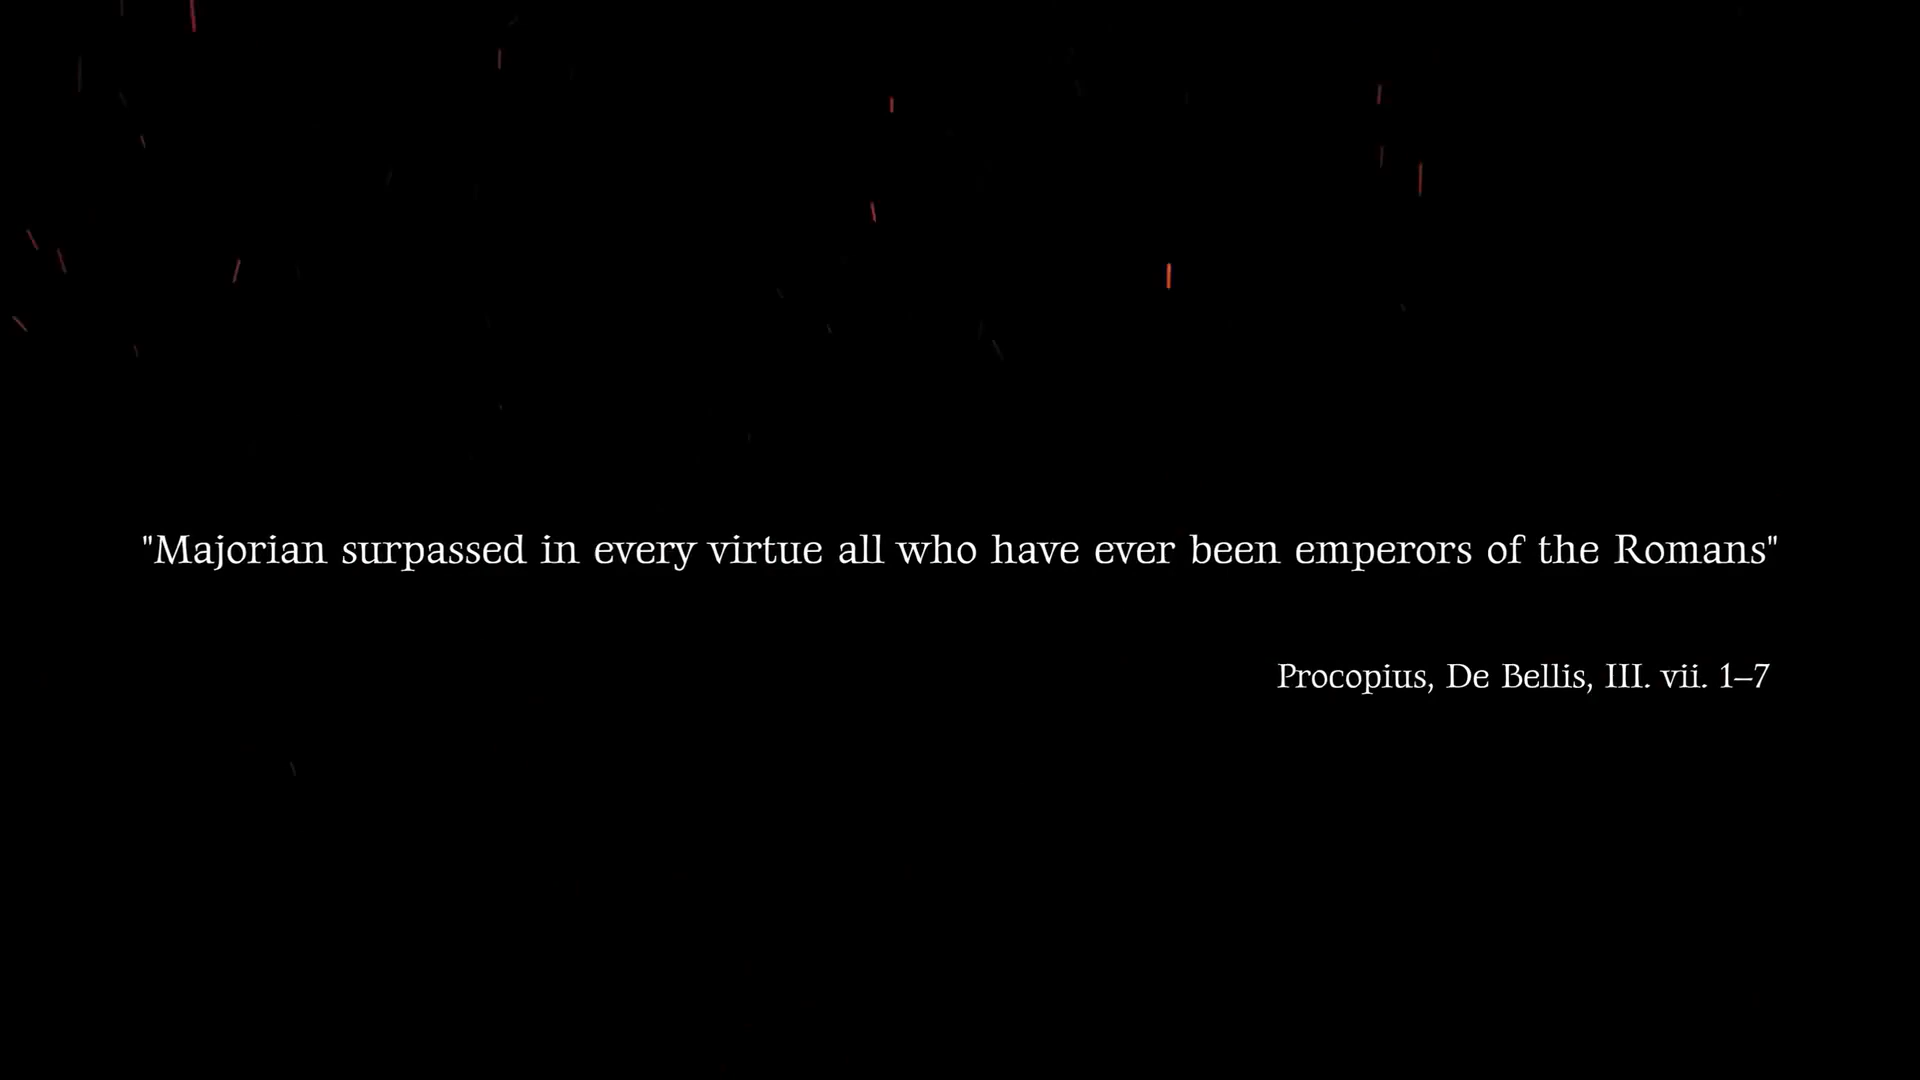 "Majorian surpassed in every virtue all who have ever been emperors of the Romans"
Procopius, De Bellis, III. vii. 1–7